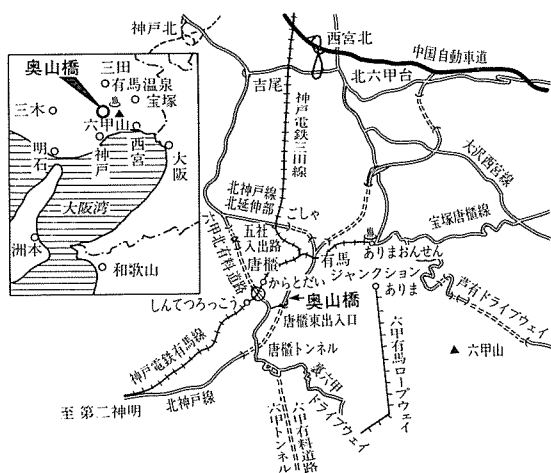 神戸北
西宮北
中国自動車道
北六甲台
吉尾
神戸電鉄三田線
大沢西宮線
宝塚唐櫃線
北神戸線
北延伸部
ごしゃ
五社
入出路
六甲北有料道路
唐櫃
からとだい
しんてつろっこう
有馬
ジャンクション
ありまおんせん
ありま
奥山橋
唐櫃東出入口
芦有ドライブウェイ
六甲山
六甲有馬ロープウェイ
唐櫃トンネル
裏六甲
ドライブウェイ
六甲有料道路
六甲トンネル
神戸電鉄有馬線
北神戸線
至 第二神明
奥山橋
三田
有馬温泉
宝塚
三木
六甲山
明石
神戸
西宮
大阪
大阪湾
洲本
和歌山